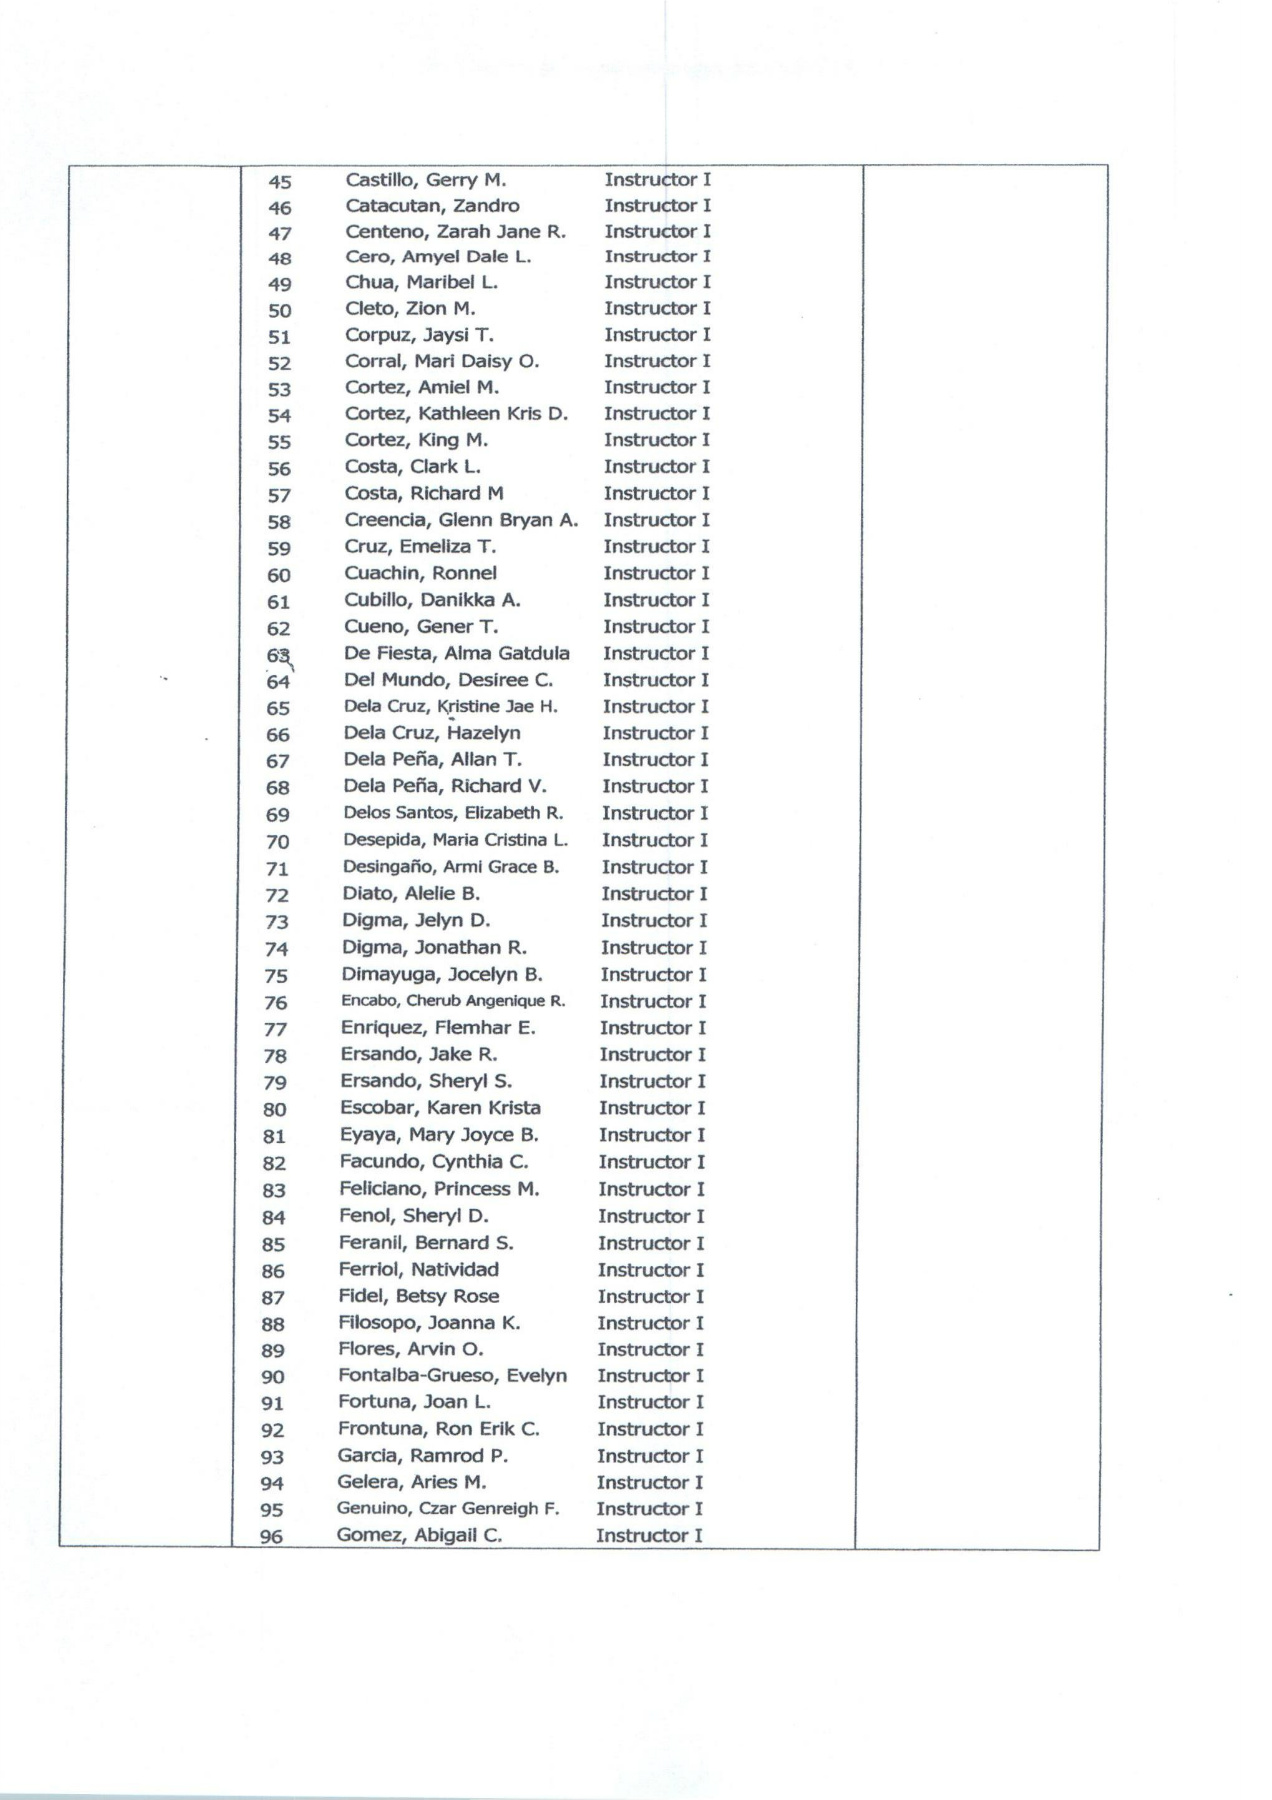 45 Castillo, Gerry M. Instructor I
46 Catacutan, Zandro Instructor I
47 Centeno, Zarah Jane R. Instructor I
48 Cero, Amyel Dale L. Instructor I
49 Chua, Maribel L. Instructor I
50 Cleto, Zion M. Instructor I
51 Corpuz, Jaysi T. Instructor I
52 Corral, Mari Daisy O. Instructor I
53 Cortez, Amiel M. Instructor I
54 Cortez, Kathleen Kris D. Instructor I
55 Cortez, King M. Instructor I
56 Costa, Clark L. Instructor I
57 Costa, Richard M Instructor I
58 Creencia, Glenn Bryan A. Instructor I
59 Cruz, Emeliza T. Instructor I
60 Cuachin, Ronnel Instructor I
61 Cubillo, Danikka A. Instructor I
62 Cueno, Gener T. Instructor I
63 De Fiesta, Alma Gatdula Instructor I
64 Del Mundo, Desiree C. Instructor I
65 Dela Cruz, Kristine Jae H. Instructor I
66 Dela Cruz, Hazelyn Instructor I
67 Dela Peña, Allan T. Instructor I
68 Dela Peña, Richard V. Instructor I
69 Delos Santos, Elizabeth R. Instructor I
70 Desepida, Maria Cristina L. Instructor I
71 Desingaño, Armi Grace B. Instructor I
72 Diato, Alelie B. Instructor I
73 Digma, Jelyn D. Instructor I
74 Digma, Jonathan R. Instructor I
75 Dimayuga, Jocelyn B. Instructor I
76 Encabo, Cherub Angenique R. Instructor I
77 Enriquez, Flemhar E. Instructor I
78 Ersando, Jake R. Instructor I
79 Ersando, Sheryl S. Instructor I
80 Escobar, Karen Krista Instructor I
81 Eyaya, Mary Joyce B. Instructor I
82 Facundo, Cynthia C. Instructor I
83 Feliciano, Princess M. Instructor I
84 Fenol, Sheryl D. Instructor I
85 Feranil, Bernard S. Instructor I
86 Ferriol, Natividad Instructor I
87 Fidel, Betsy Rose Instructor I
88 Filosopo, Joanna K. Instructor I
89 Flores, Arvin O. Instructor I
90 Fontalba-Grueso, Evelyn Instructor I
91 Fortuna, Joan L. Instructor I
92 Frontuna, Ron Erik C. Instructor I
93 Garcia, Ramrod P. Instructor I
94 Gelera, Aries M. Instructor I
95 Genuino, Czar Genreigh F. Instructor I
96 Gomez, Abigail C. Instructor I